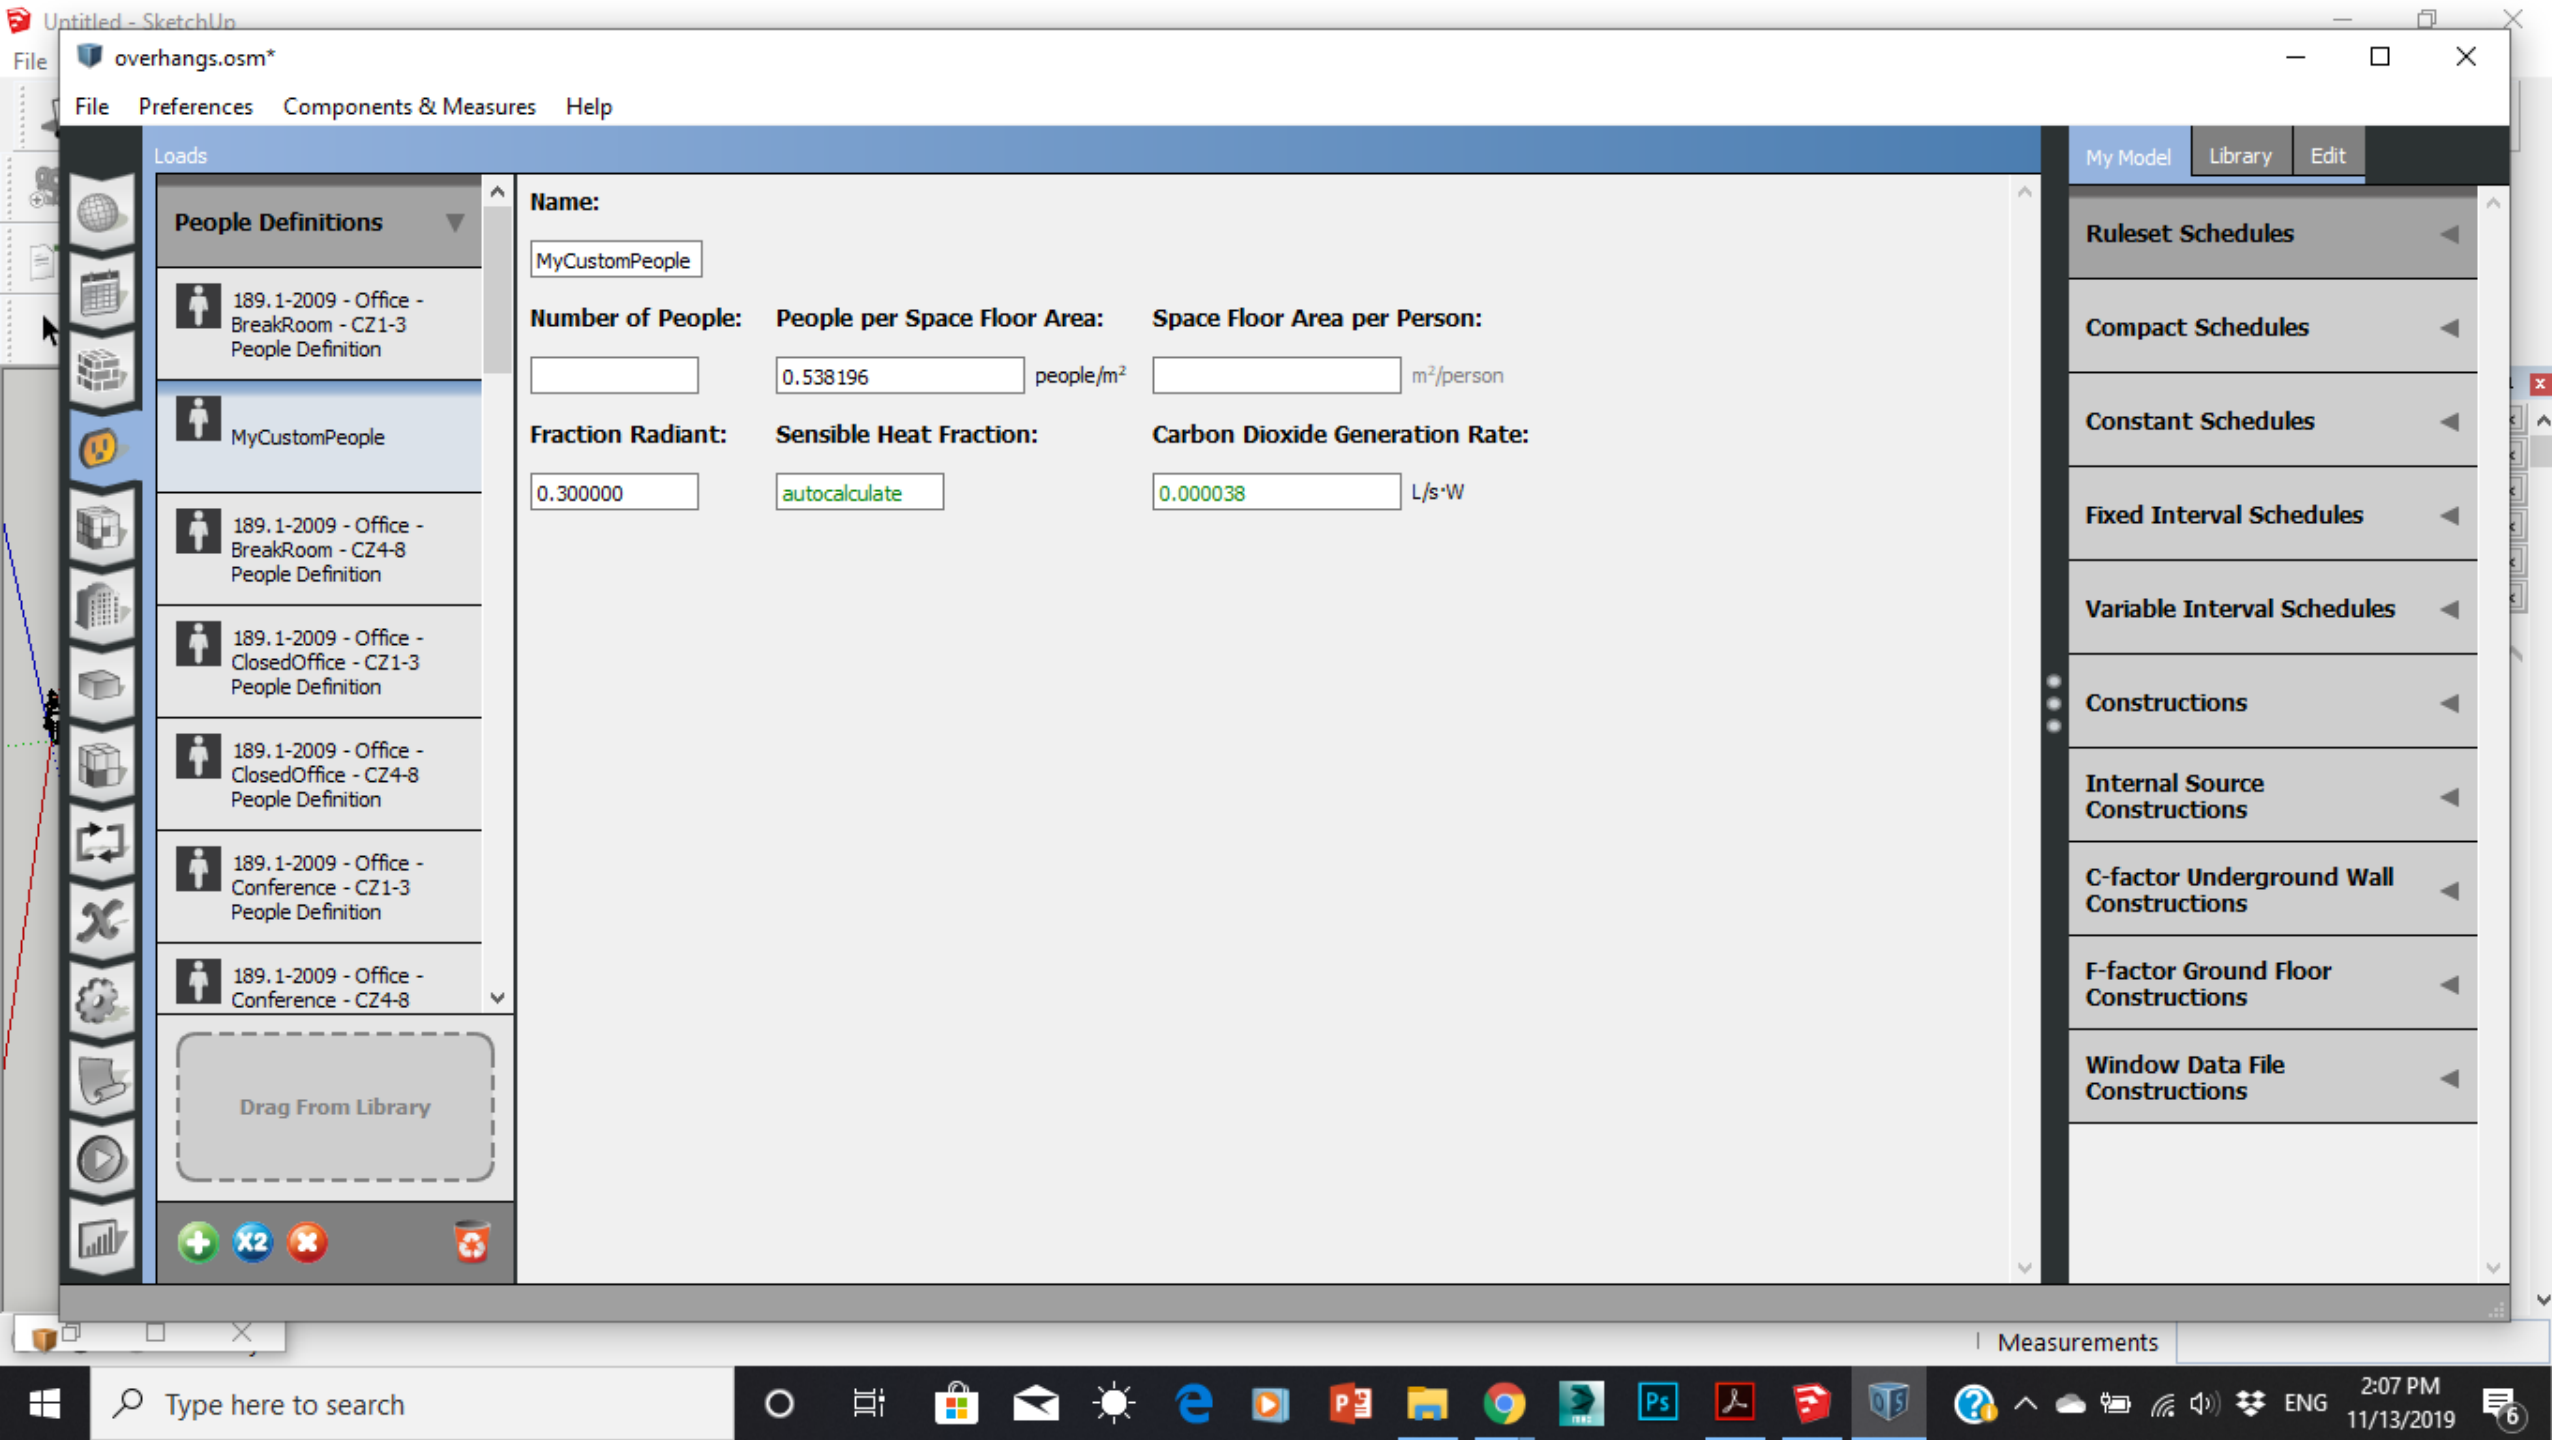 Untitled - SketchUp
File
overhangs.osm*
File Preferences Components & Measures Help
Loads
My Model Library Edit
People Definitions
189.1-2009 - Office -
BreakRoom - CZ1-3
People Definition
MyCustomPeople
189.1-2009 - Office -
BreakRoom - CZ4-8
People Definition
189.1-2009 - Office -
ClosedOffice - CZ1-3
People Definition
189.1-2009 - Office -
ClosedOffice - CZ4-8
People Definition
189.1-2009 - Office -
Conference - CZ1-3
People Definition
189.1-2009 - Office -
Conference - CZ4-8
Drag From Library
X2
Name:
MyCustomPeople
Number of People: People per Space Floor Area: Space Floor Area per Person:
0.538196 people/m² m²/person
Fraction Radiant: Sensible Heat Fraction: Carbon Dioxide Generation Rate:
0.300000 autocalculate 0.000038 L/s·W
Ruleset Schedules
Compact Schedules
Constant Schedules
Fixed Interval Schedules
Variable Interval Schedules
Constructions
Internal Source
Constructions
C-factor Underground Wall
Constructions
F-factor Ground Floor
Constructions
Window Data File
Constructions
Measurements
Type here to search
Ps
ENG
2:07 PM
11/13/2019
6